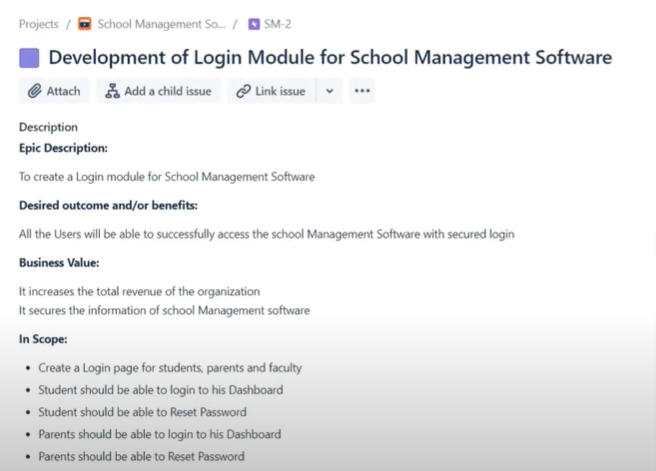 Projects / School Management So... / SM-2
Development of Login Module for School Management Software
Attach Add a child issue Link issue
Description
Epic Description:
To create a Login module for School Management Software
Desired outcome and/or benefits:
All the Users will be able to successfully access the school Management Software with secured login
Business Value:
It increases the total revenue of the organization
It secures the information of school Management software
In Scope:
• Create a Login page for students, parents and faculty
• Student should be able to login to his Dashboard
• Student should be able to Reset Password
• Parents should be able to login to his Dashboard
• Parents should be able to Reset Password